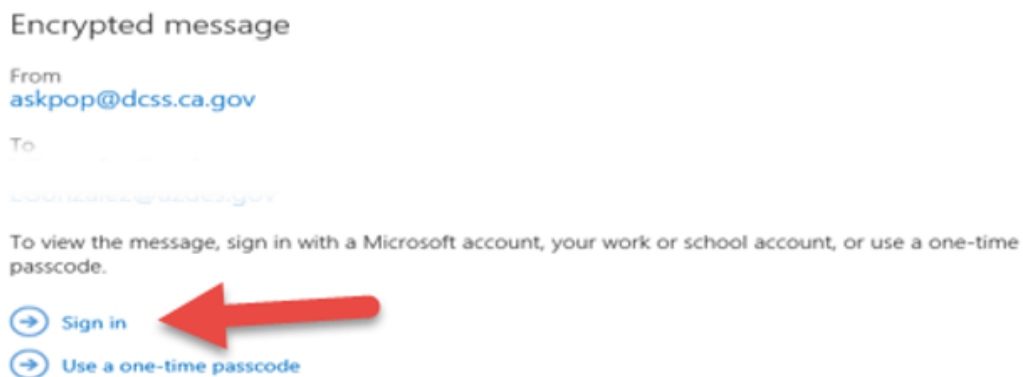 Encrypted message
From
askpop@dcss.ca.gov
To
To view the message, sign in with a Microsoft account, your work or school account, or use a one-time
passcode.
Sign in
Use a one-time passcode